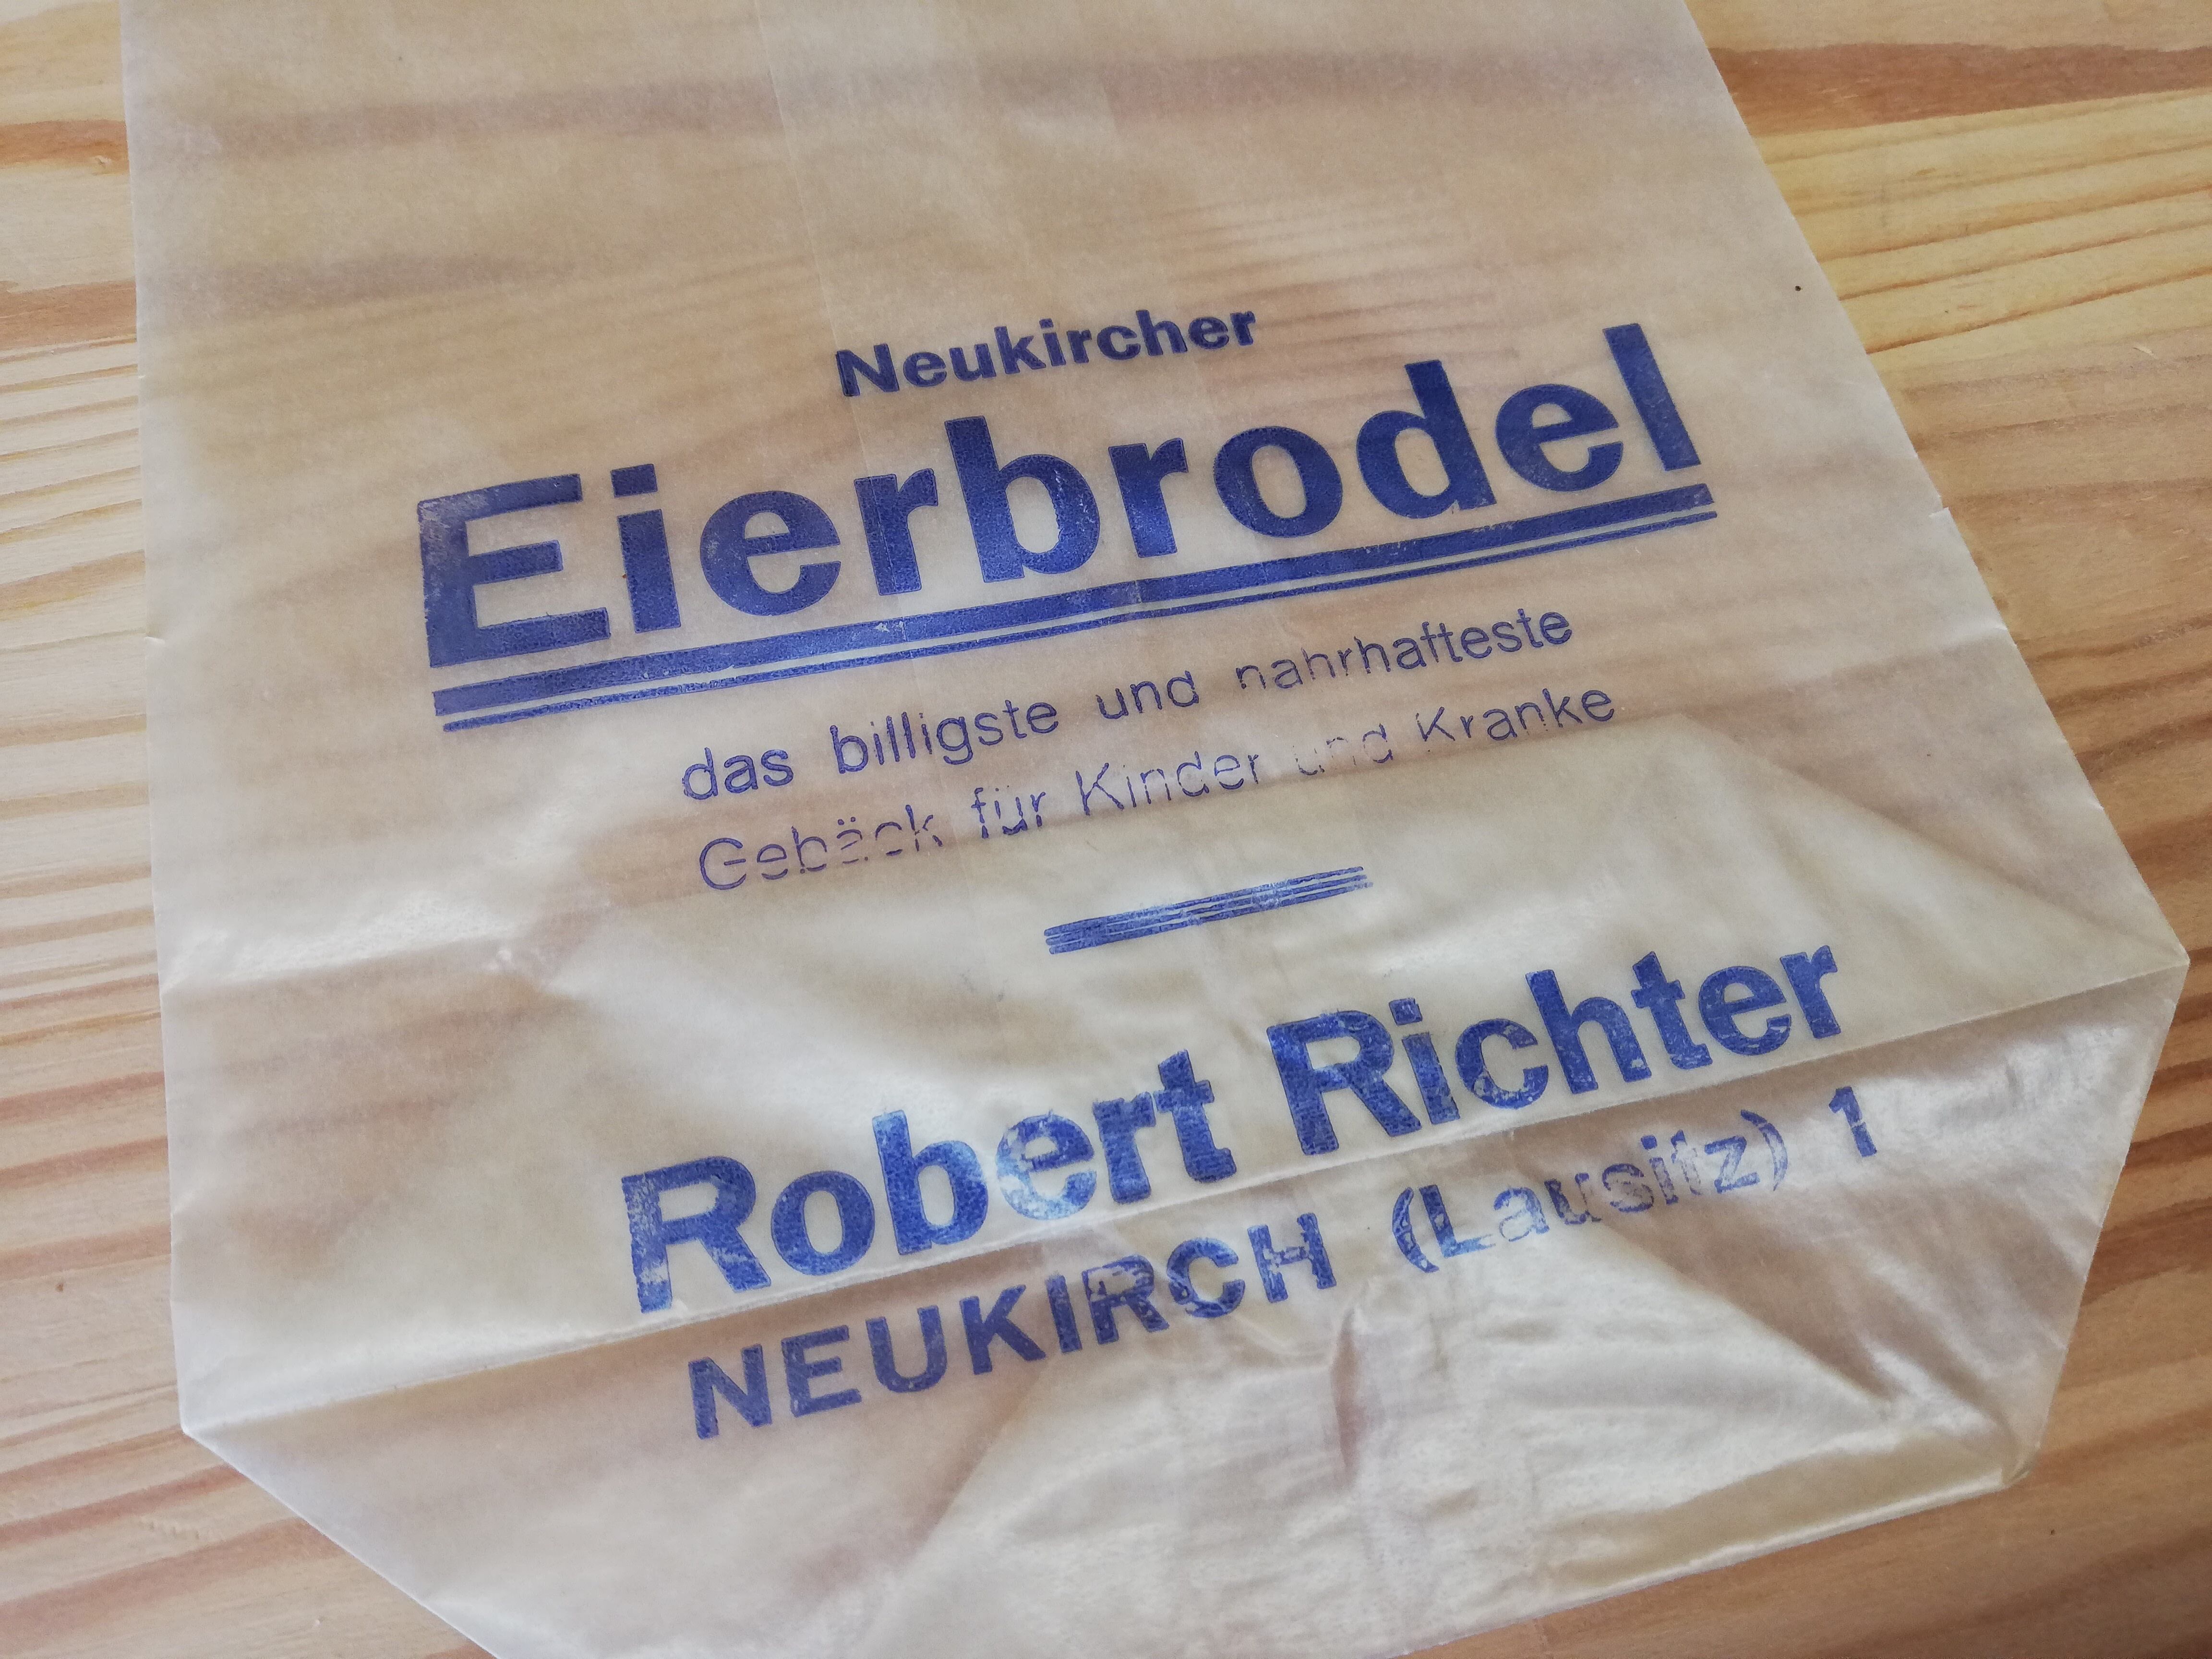 Neukircher
Eierbrodel
das billigste und nahrhafteste
Gebäck für Kinder und Kranke
Robert Richter
NEUKIRCH (Lausitz) 1